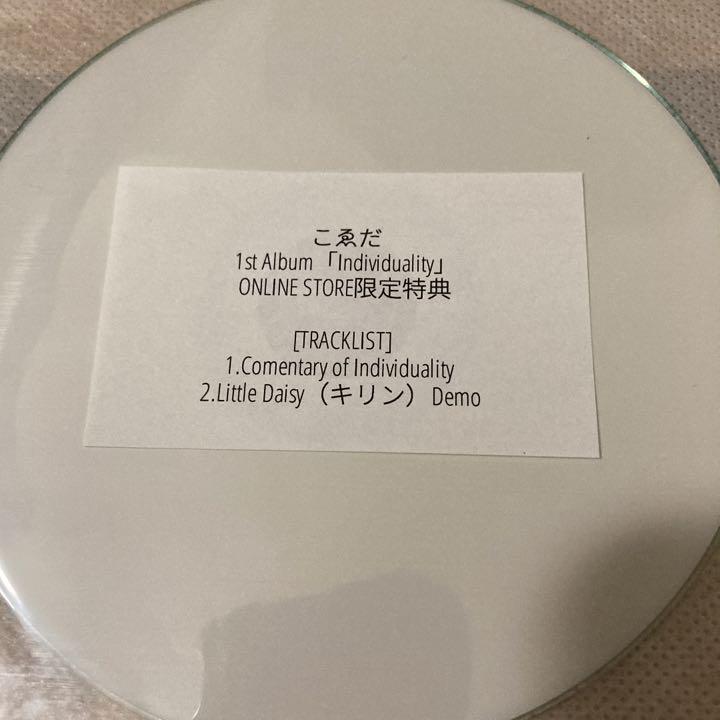 こゑだ
1st Album「Individuality」
ONLINE STORE限定特典
[TRACKLIST]
1.Comentary of Individuality
2.Little Daisy（キリン） Demo